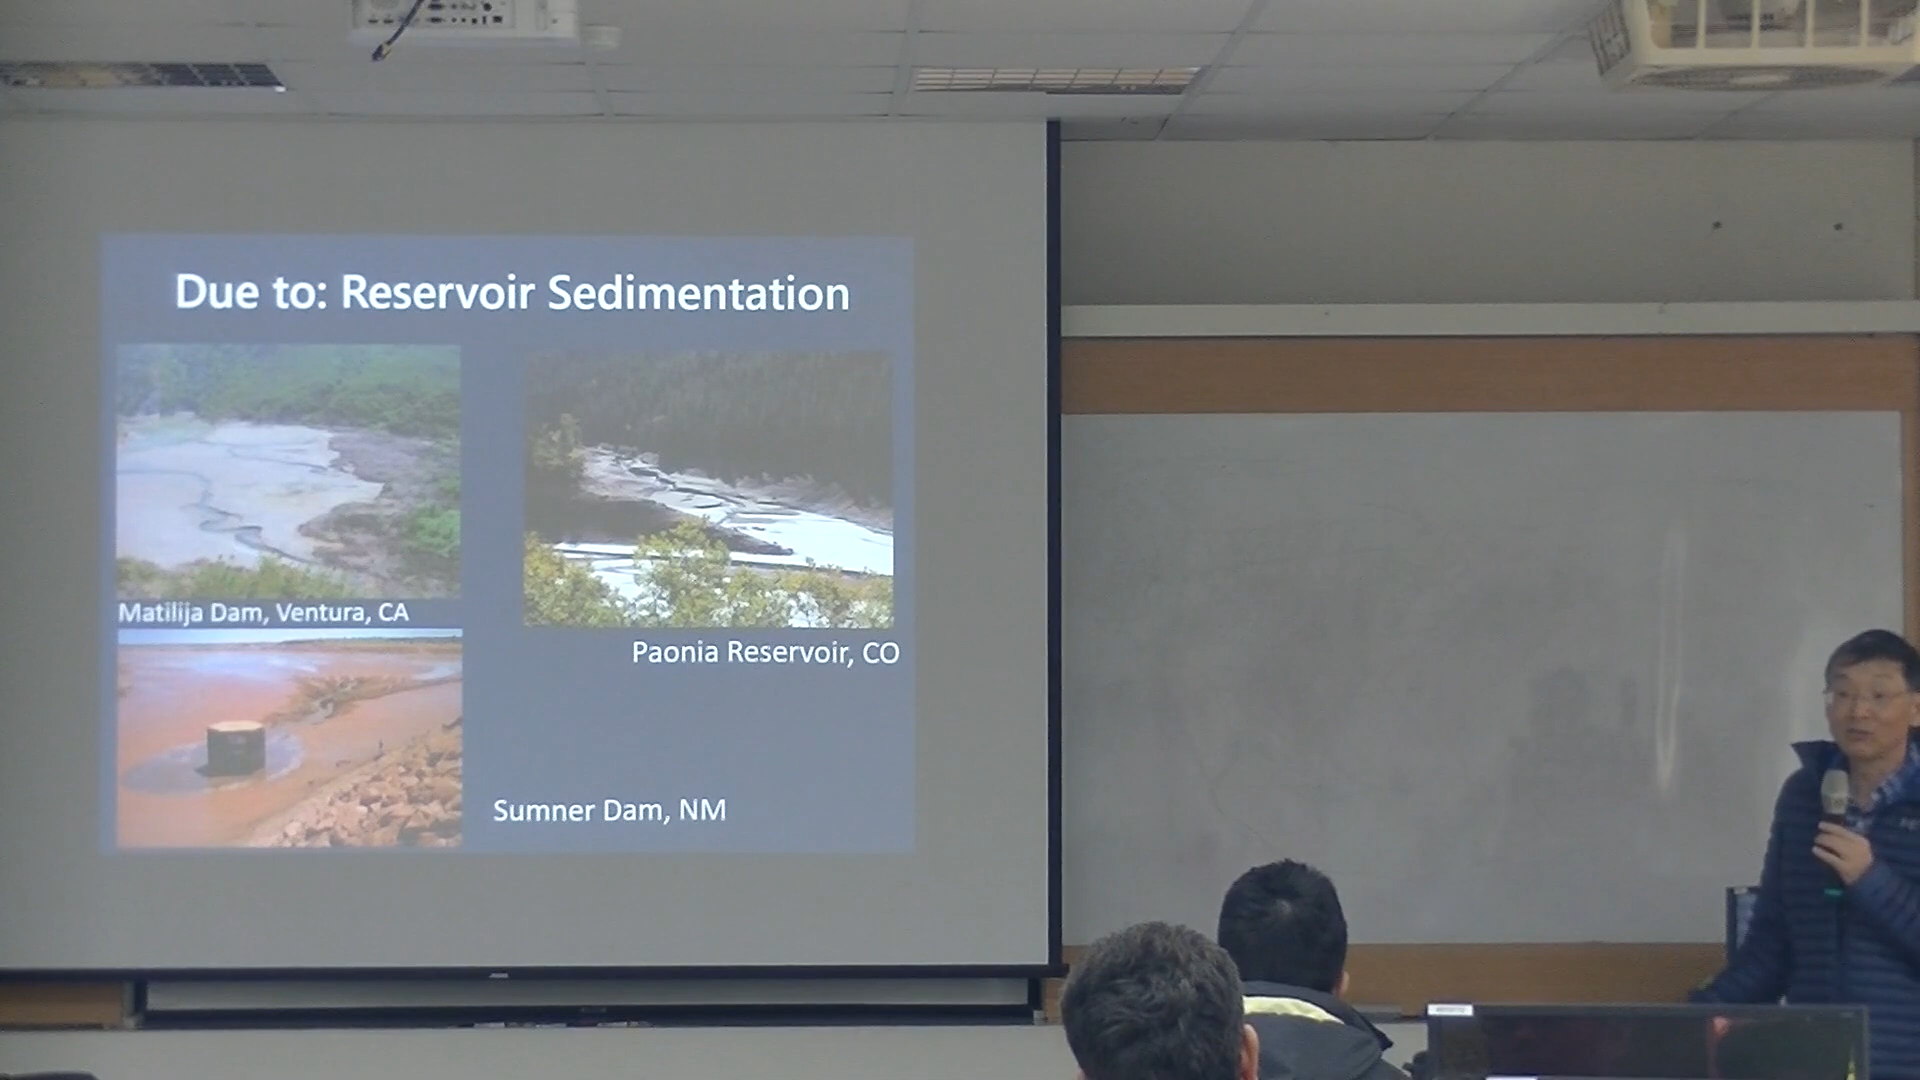 Due to: Reservoir Sedimentation
Matilija Dam, Ventura, CA
Paonia Reservoir, CO
Sumner Dam, NM